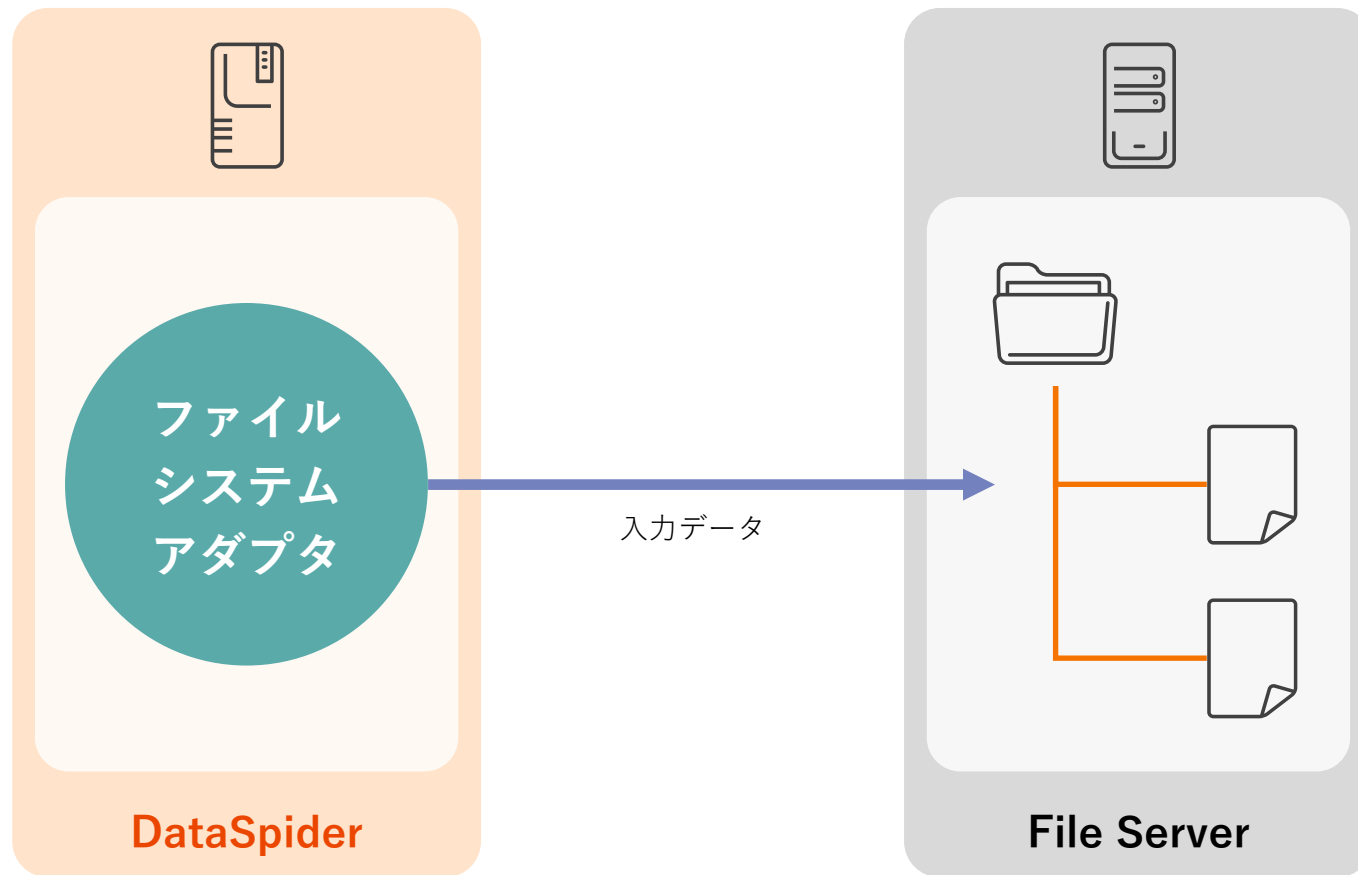 ファイル
システム
アダプタ
入力データ
DataSpider
File Server